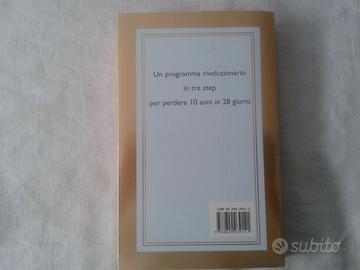 Un programma rivoluzionario
in tre step
per perdere 10 anni in 28 giorni
subito